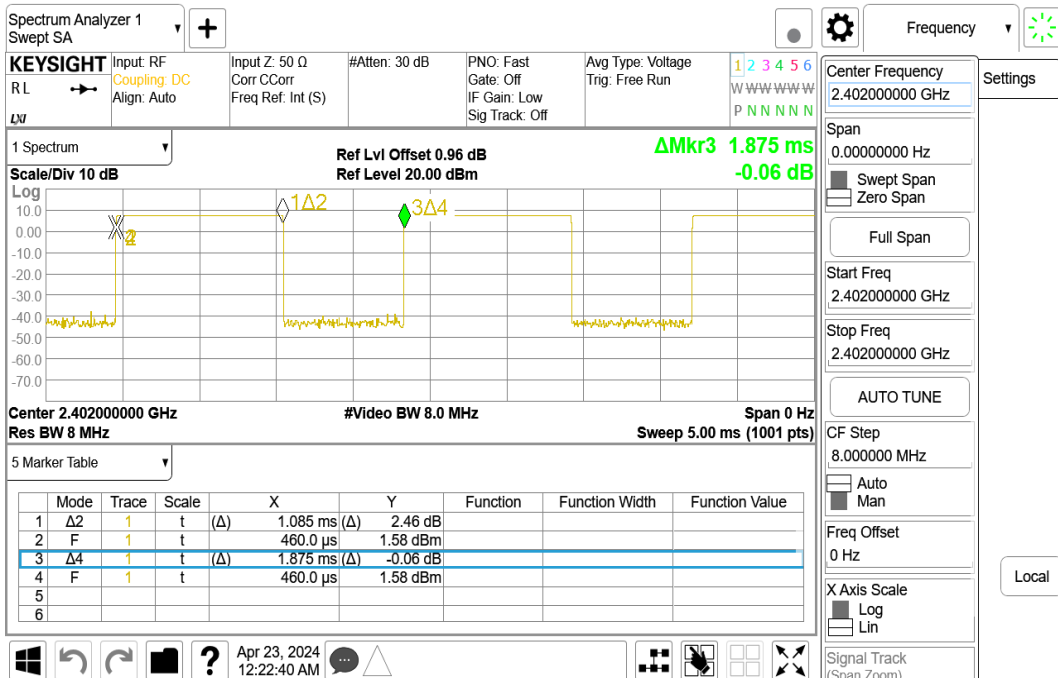 Spectrum Analyzer 1
Swept SA
+
Frequency
KEYSIGHT
R L
LXI
Input: RF
Coupling: DC
Align: Auto
Input Z: 50 Ω
Corr CCorr
Freq Ref: Int (S)
#Atten: 30 dB
PNO: Fast
Gate: Off
IF Gain: Low
Sig Track: Off
Avg Type: Voltage
Trig: Free Run
1 2 3 4 5 6
W W W W W W
P N N N N N
1 Spectrum
Scale/Div 10 dB
Ref Lvl Offset 0.96 dB
Ref Level 20.00 dBm
ΔMkr3 1.875 ms
-0.06 dB
Log
10.0
0.00
-10.0
-20.0
-30.0
-40.0
-50.0
-60.0
-70.0
1Δ2
3Δ4
Center 2.402000000 GHz
#Video BW 8.0 MHz
Span 0 Hz
Res BW 8 MHz
Sweep 5.00 ms (1001 pts)
5 Marker Table
Mode Trace Scale X Y Function Function Width Function Value
1 Δ2 1 t (Δ) 1.085 ms (Δ) 2.46 dB
2 F 1 t 460.0 µs 1.58 dBm
3 Δ4 1 t (Δ) 1.875 ms (Δ) -0.06 dB
4 F 1 t 460.0 µs 1.58 dBm
5
6
?
Apr 23, 2024
12:22:40 AM
Center Frequency
2.402000000 GHz
Span
0.00000000 Hz
Swept Span
Zero Span
Full Span
Start Freq
2.402000000 GHz
Stop Freq
2.402000000 GHz
AUTO TUNE
CF Step
8.000000 MHz
Auto
Man
Freq Offset
0 Hz
X Axis Scale
Log
Lin
Signal Track
(Span Zoom)
Settings
Local